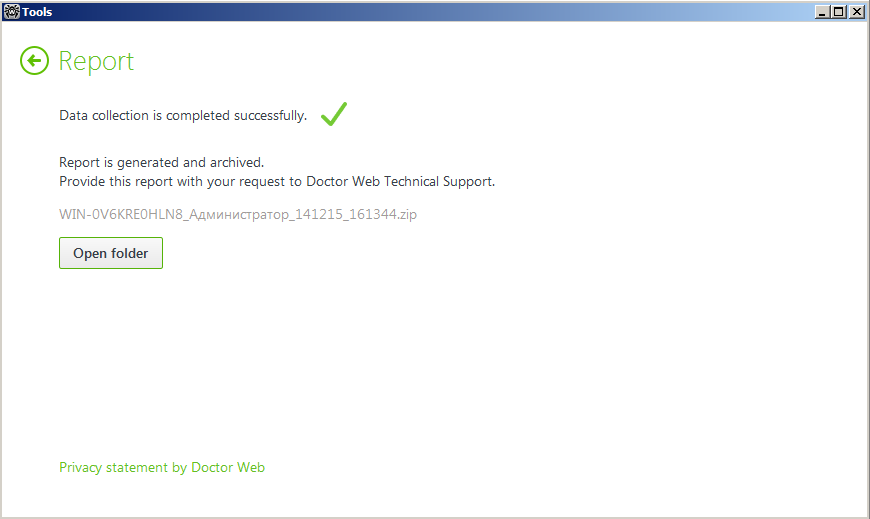 Tools
Report
Data collection is completed successfully.
Report is generated and archived.
Provide this report with your request to Doctor Web Technical Support.
WIN-0V6KRE0HLN8_Администратор_141215_161344.zip
Open folder
Privacy statement by Doctor Web